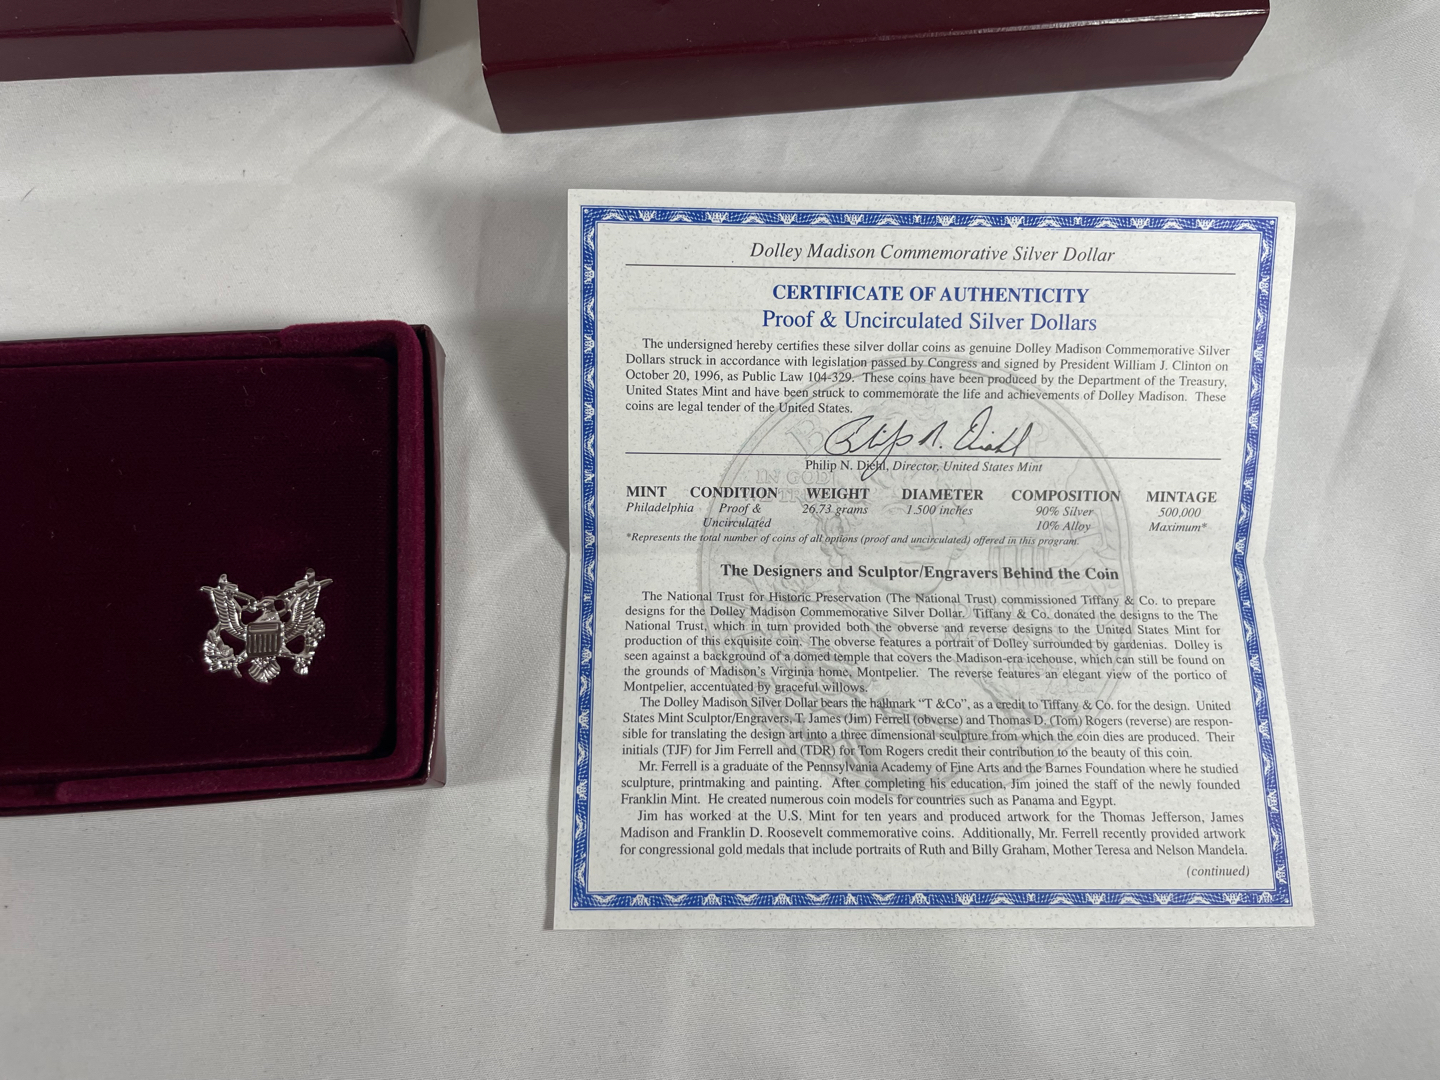 Dolley Madison Commemorative Silver Dollar
CERTIFICATE OF AUTHENTICITY
Proof & Uncirculated Silver Dollars
The undersigned hereby certifies these silver dollar coins as genuine Dolley Madison Commemorative Silver
Dollars struck in accordance with legislation passed by Congress and signed by President William J. Clinton on
October 20, 1996, as Public Law 104-329. These coins have been produced by the Department of the Treasury,
United States Mint and have been struck to commemorate the life and achievements of Dolley Madison. These
coins are legal tender of the United States.
Philip N. Diehl
Philip N. Diehl, Director, United States Mint
MINT CONDITION WEIGHT DIAMETER COMPOSITION MINTAGE
Philadelphia Proof & 26.73 grams 1.500 inches 90% Silver 500,000
Uncirculated 10% Alloy Maximum*
*Represents the total number of coins of all options (proof and uncirculated) offered in this program.
IN GOD
The Designers and Sculptor/Engravers Behind the Coin
The National Trust for Historic Preservation (The National Trust) commissioned Tiffany & Co. to prepare
designs for the Dolley Madison Commemorative Silver Dollar. Tiffany & Co. donated the designs to the The
National Trust, which in turn provided both the obverse and reverse designs to the United States Mint for
production of this exquisite coin. The obverse features a portrait of Dolley surrounded by gardenias. Dolley is
seen against a background of a domed temple that covers the Madison-era icehouse, which can still be found on
the grounds of Madison's Virginia home, Montpelier. The reverse features an elegant view of the portico of
Montpelier, accentuated by graceful willows.
The Dolley Madison Silver Dollar bears the hallmark "T &Co", as a credit to Tiffany & Co. for the design. United
States Mint Sculptor/Engravers, T. James (Jim) Ferrell (obverse) and Thomas D. (Tom) Rogers (reverse) are respon-
sible for translating the design art into a three dimensional sculpture from which the coin dies are produced. Their
initials (TJF) for Jim Ferrell and (TDR) for Tom Rogers credit their contribution to the beauty of this coin.
Mr. Ferrell is a graduate of the Pennsylvania Academy of Fine Arts and the Barnes Foundation where he studied
sculpture, printmaking and painting. After completing his education, Jim joined the staff of the newly founded
Franklin Mint. He created numerous coin models for countries such as Panama and Egypt.
Jim has worked at the U.S. Mint for ten years and produced artwork for the Thomas Jefferson, James
Madison and Franklin D. Roosevelt commemorative coins. Additionally, Mr. Ferrell recently provided artwork
for congressional gold medals that include portraits of Ruth and Billy Graham, Mother Teresa and Nelson Mandela.
(continued)